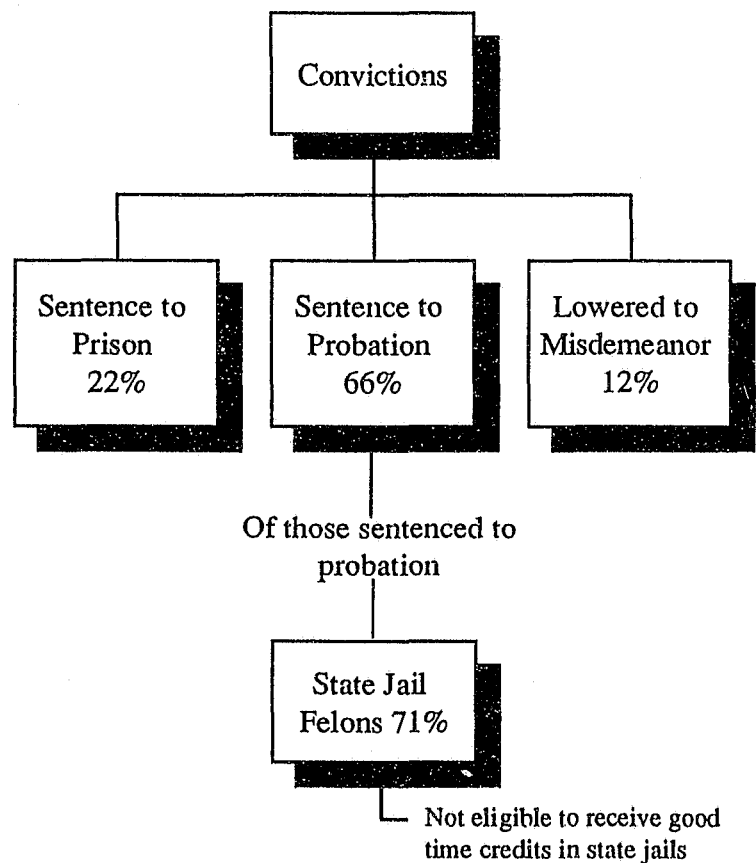 Convictions
Sentence to
Prison
22%
Sentence to
Probation
66%
Lowered to
Misdemeanor
12%
Of those sentenced to
probation
State Jail
Felons 71%
Not eligible to receive good
time credits in state jails